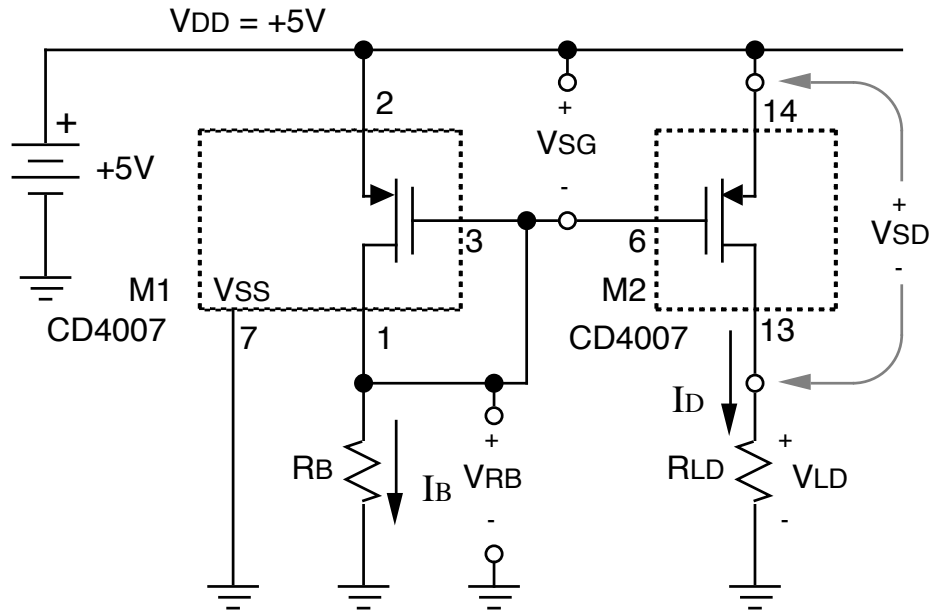 VDD = +5V
2
14
+
+
VSG
-
+5V
+
VSD
-
3
6
M1
VSS
M2
CD4007
7
1
CD4007
13
ID
RB
IB
+
VRB
-
RLD
+
VLD
-